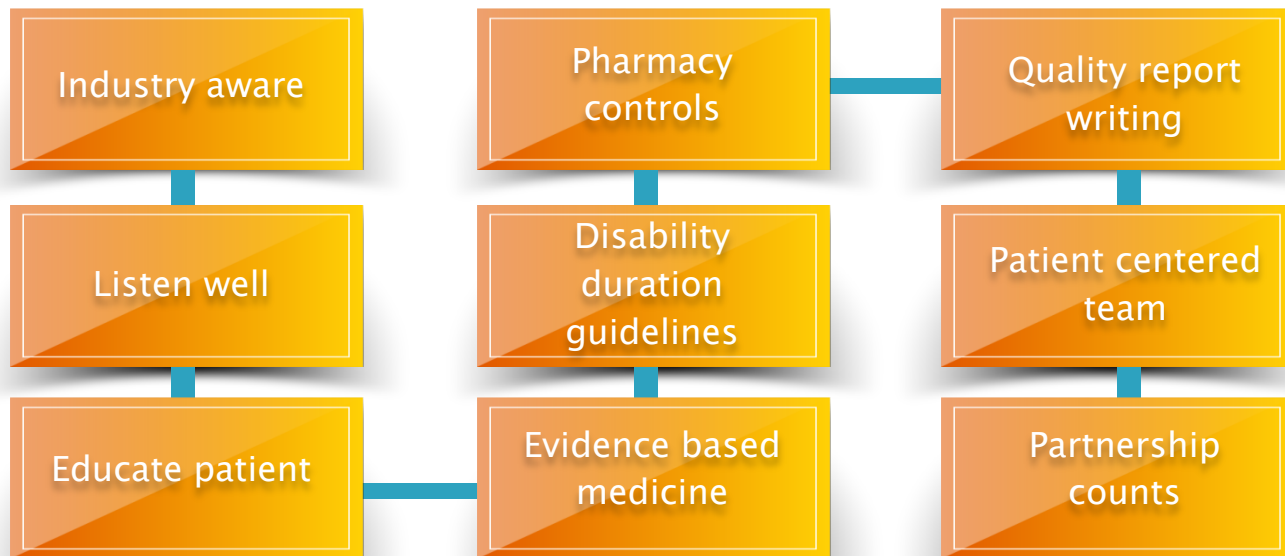 Industry aware
Listen well
Educate patient
Evidence based
medicine
Disability
duration
guidelines
Pharmacy
controls
Quality report
writing
Patient centered
team
Partnership
counts